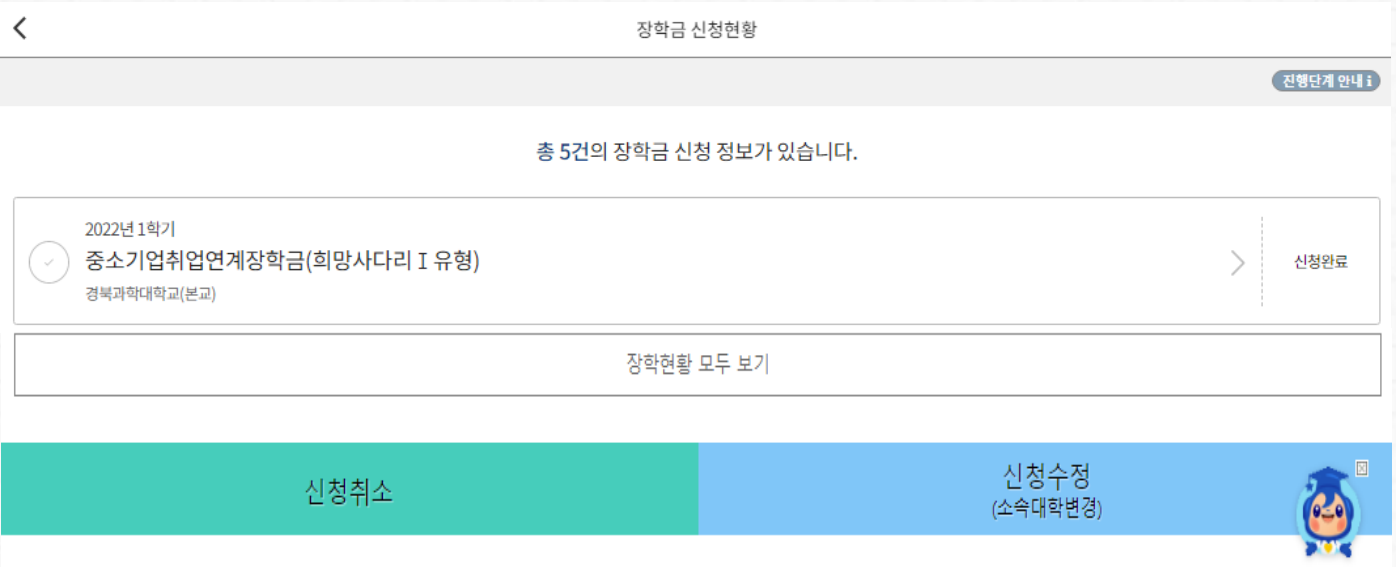 장학금 신청현황
진행단계 안내 i
총 5건의 장학금 신청 정보가 있습니다.
2022년 1학기
중소기업취업연계장학금(희망사다리 I 유형)
신청완료
경북과학대학교(본교)
장학현황 모두 보기
신청취소
신청수정
(소속대학변경)